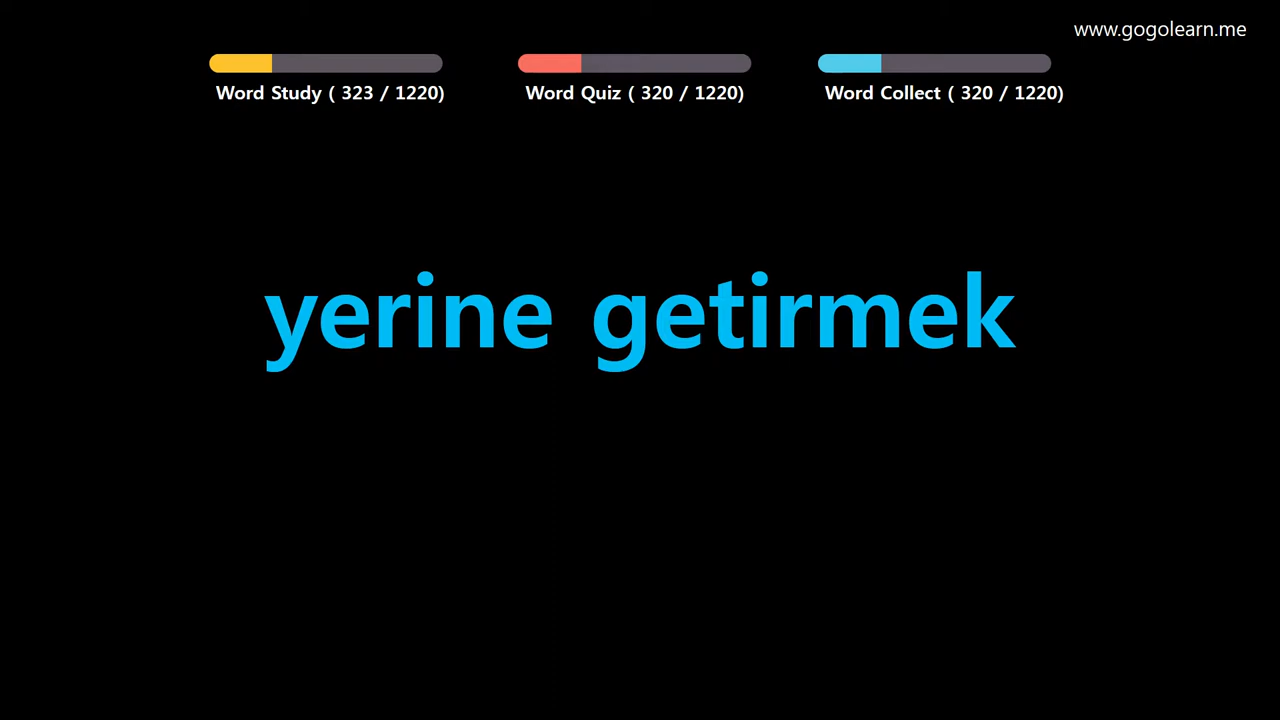 www.gogolearn.me
Word Study ( 323 / 1220)
Word Quiz ( 320 / 1220)
Word Collect ( 320 / 1220)
yerine getirmek